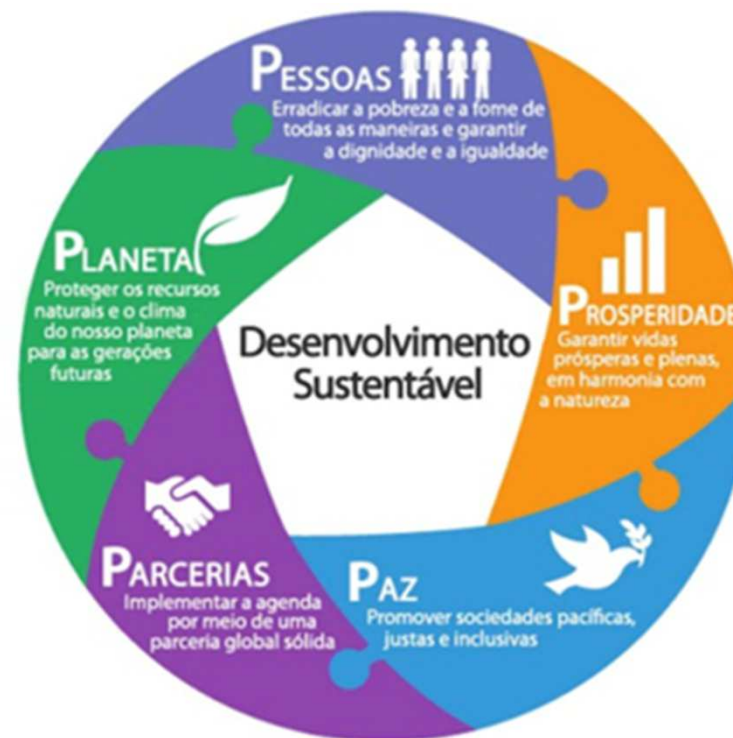 PESSOAS
Erradicar a pobreza e a fome de
todas as maneiras e garantir
a dignidade e a igualdade
PROSPERIDADE
Garantir vidas
prósperas e plenas,
em harmonia com
a natureza
PAZ
Promover sociedades pacíficas,
justas e inclusivas
PARCERIAS
Implementar a agenda
por meio de uma
parceria global sólida
PLANETA
Proteger os recursos
naturais e o clima
do nosso planeta
para as gerações
futuras
Desenvolvimento
Sustentável